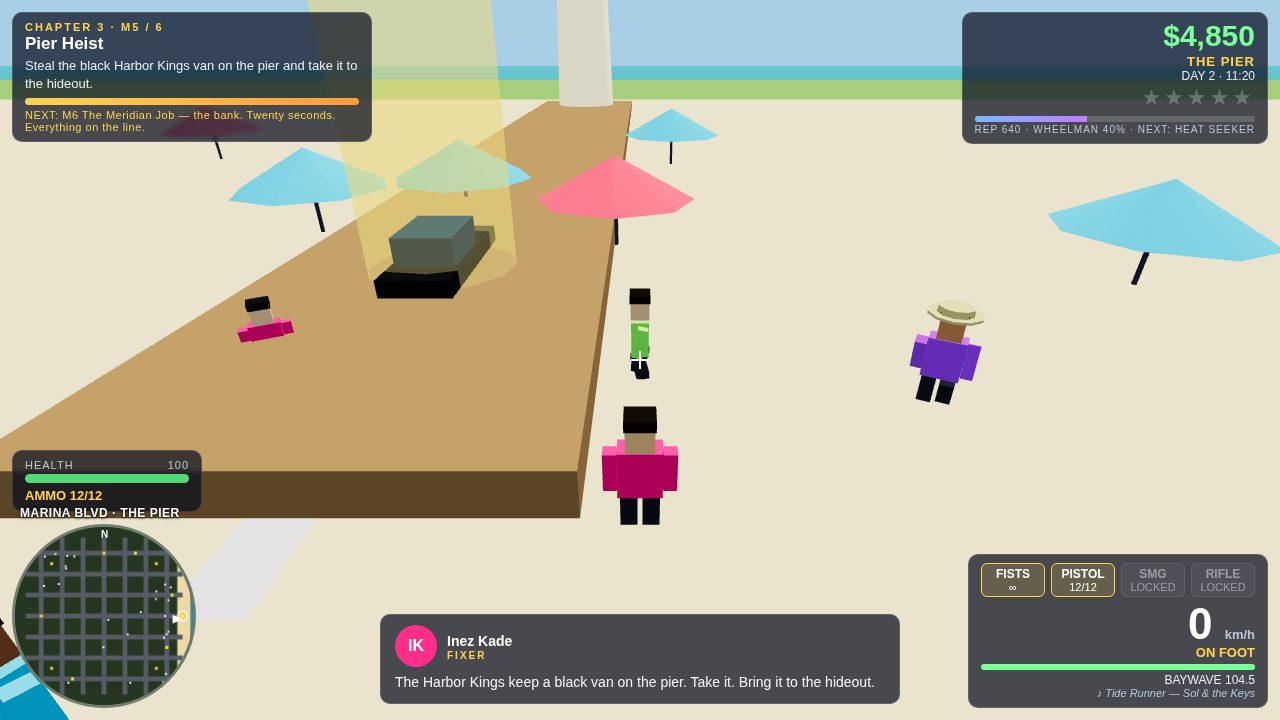 CHAPTER 3 · M5 / 6
Pier Heist
Steal the black Harbor Kings van on the pier and take it to
the hideout.
NEXT: M6 The Meridian Job — the bank. Twenty seconds.
Everything on the line.
$4,850
THE PIER
DAY 2 · 11:20
★★★★★
REP 640 · WHEELMAN 40% · NEXT: HEAT SEEKER
HEALTH 100
AMMO 12/12
MARINA BLVD · THE PIER
N
IK
Inez Kade
FIXER
The Harbor Kings keep a black van on the pier. Take it. Bring it to the hideout.
FISTS PISTOL SMG RIFLE
∞ 12/12 LOCKED LOCKED
0 km/h
ON FOOT
BAYWAVE 104.5
♪ Tide Runner — Sol & the Keys